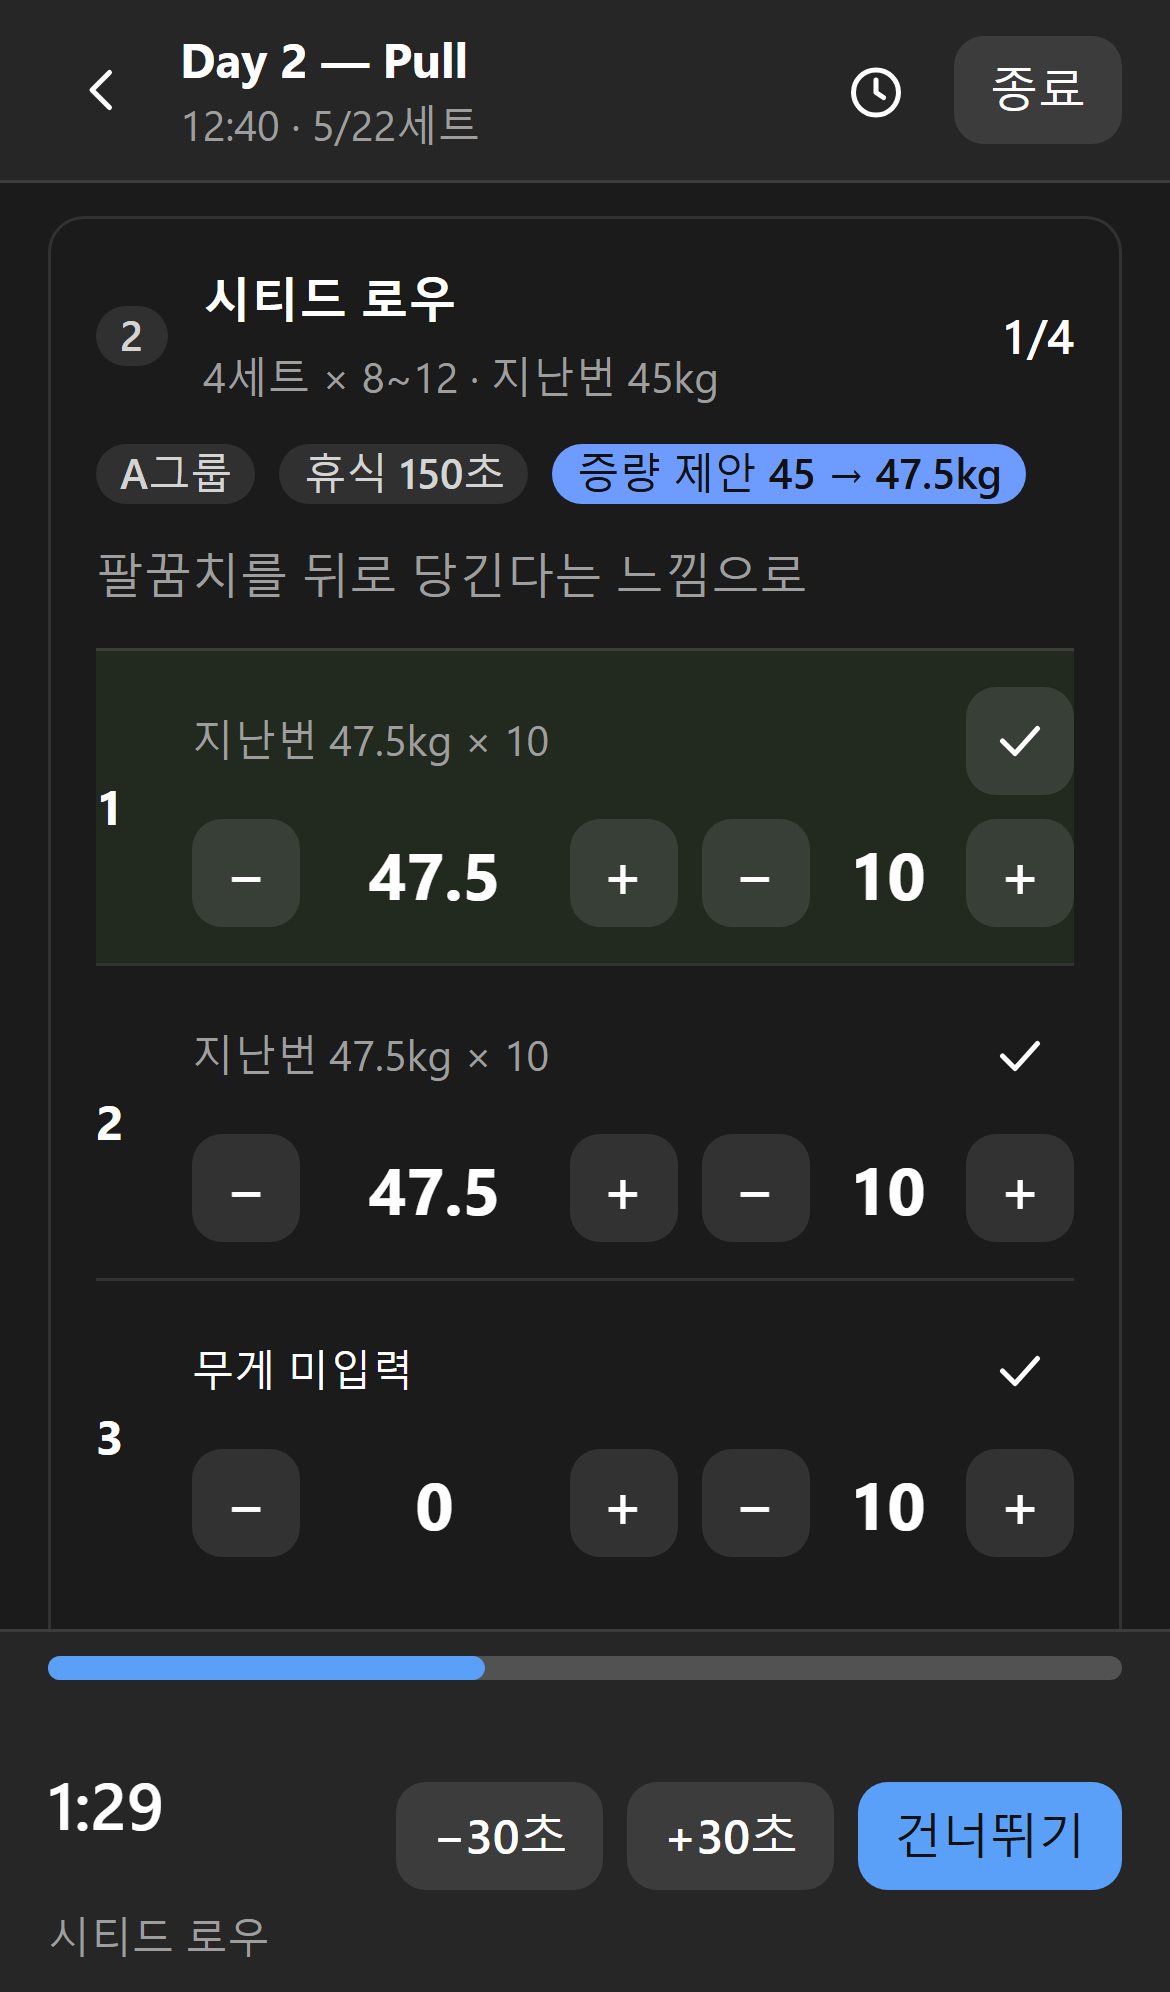 Day 2 — Pull
12:40 · 5/22세트
종료
2
시티드 로우
4세트 × 8~12 · 지난번 45kg
1/4
A그룹
휴식 150초
증량 제안 45 → 47.5kg
팔꿈치를 뒤로 당긴다는 느낌으로
지난번 47.5kg × 10
1
− 47.5 + − 10 +
지난번 47.5kg × 10
2
− 47.5 + − 10 +
무게 미입력
3
− 0 + − 10 +
1:29
−30초
+30초
건너뛰기
시티드 로우